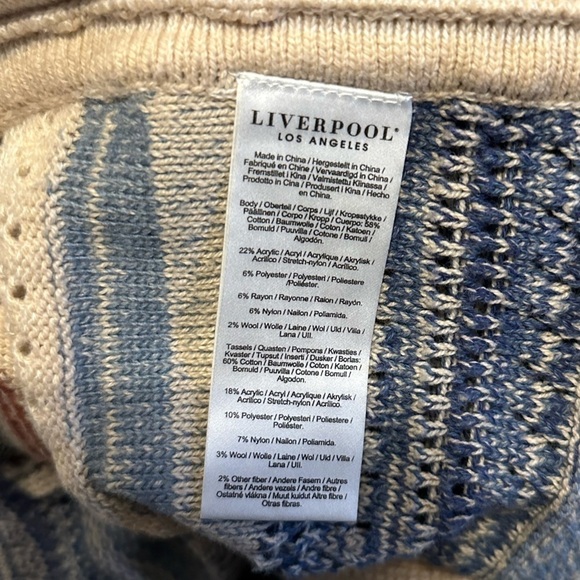 LIVERPOOL®
LOS ANGELES
Made in China / Hergestellt in China /
Fabriqué en Chine / Vervaardigd in China /
Fremstillet i Kina / Valmistettu Kiinassa
Prodotto in Cina / Produsert i Kina / Hecho
en China.
Body / Oberteil / Corps / Lijf / Kropsstykke /
Päällinen / Corpo / Kropp / Cuerpo: 58%
Cotton / Baumwolle / Coton / Katoen /
Bomuld / Puuvilla / Cotone / Bomull /
Algodón.
22% Acrylic / Acryl / Acrylique / Akrylisk /
Acrilico / Stretch-nylon / Acrílico.
6% Polyester / Polyesteri / Poliestere
/Poliéster.
6% Rayon / Rayonne / Raion / Rayón.
6% Nylon / Nailon / Poliamida.
2% Wool / Wolle / Laine / Wol / Uld / Villa /
Lana / Ull.
Tassels / Quasten / Pompons / Kwasties /
Kvaster / Tupsut / Inserti / Dusker / Borlas:
60% Cotton / Baumwolle / Coton / Katoen /
Bomuld / Puuvilla / Cotone / Bomull /
Algodon.
18% Acrylic / Acryl / Acrylique / Akrylisk /
Acrilico / Stretch-nylon / Acrílico.
10% Polyester / Polyesteri / Poliestere /
Poliéster.
7% Nylon / Nailon / Poliamida.
3% Wool / Wolle / Laine / Wol / Uld / Villa /
Lana / Ull.
2% Other fiber / Andere Fasern / Autres
fibers / Andere vezels / Andre fibre /
Ostatné vlákna / Muut kuidut Altre fibre /
Otras fibras.